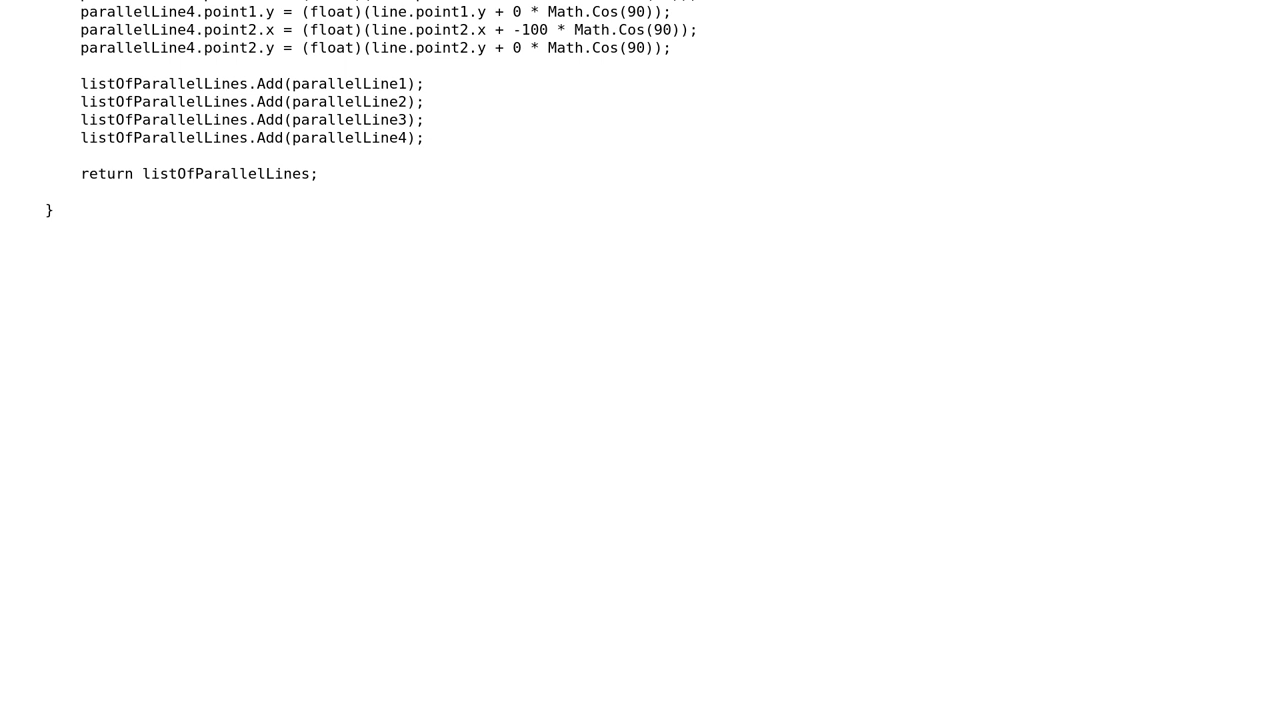 parallelLine4.point1.y = (float)(line.point1.y + 0 * Math.Cos(90));
parallelLine4.point2.x = (float)(line.point2.x + -100 * Math.Cos(90));
parallelLine4.point2.y = (float)(line.point2.y + 0 * Math.Cos(90));
listOfParallelLines.Add(parallelLine1);
listOfParallelLines.Add(parallelLine2);
listOfParallelLines.Add(parallelLine3);
listOfParallelLines.Add(parallelLine4);
return listOfParallelLines;
}